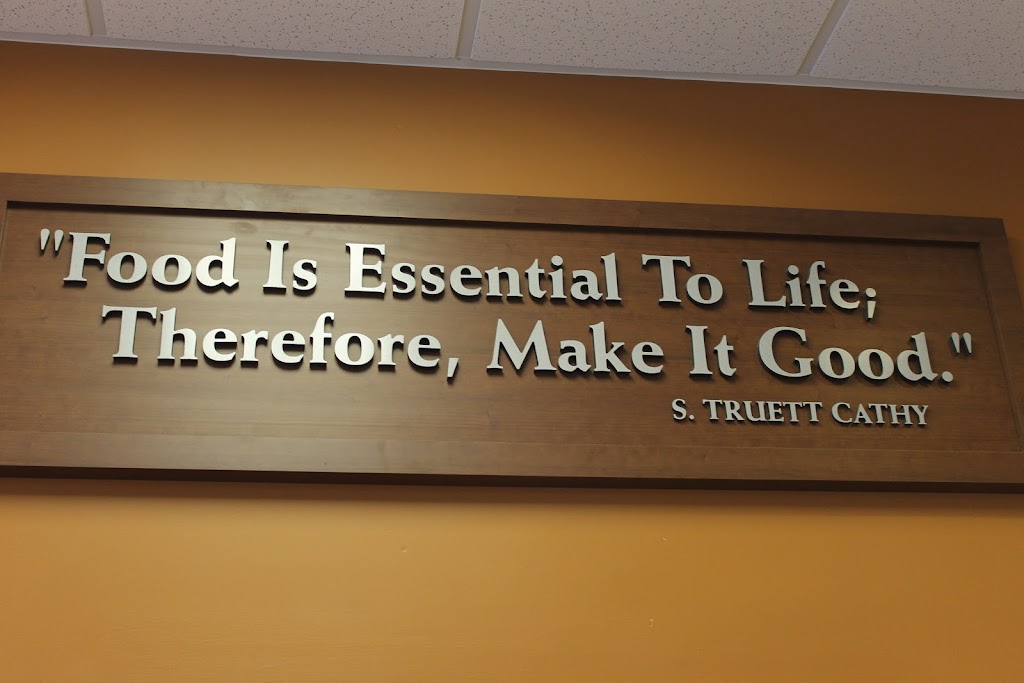 "Food Is Essential To Life;
Therefore, Make It Good."
S. TRUETT CATHY